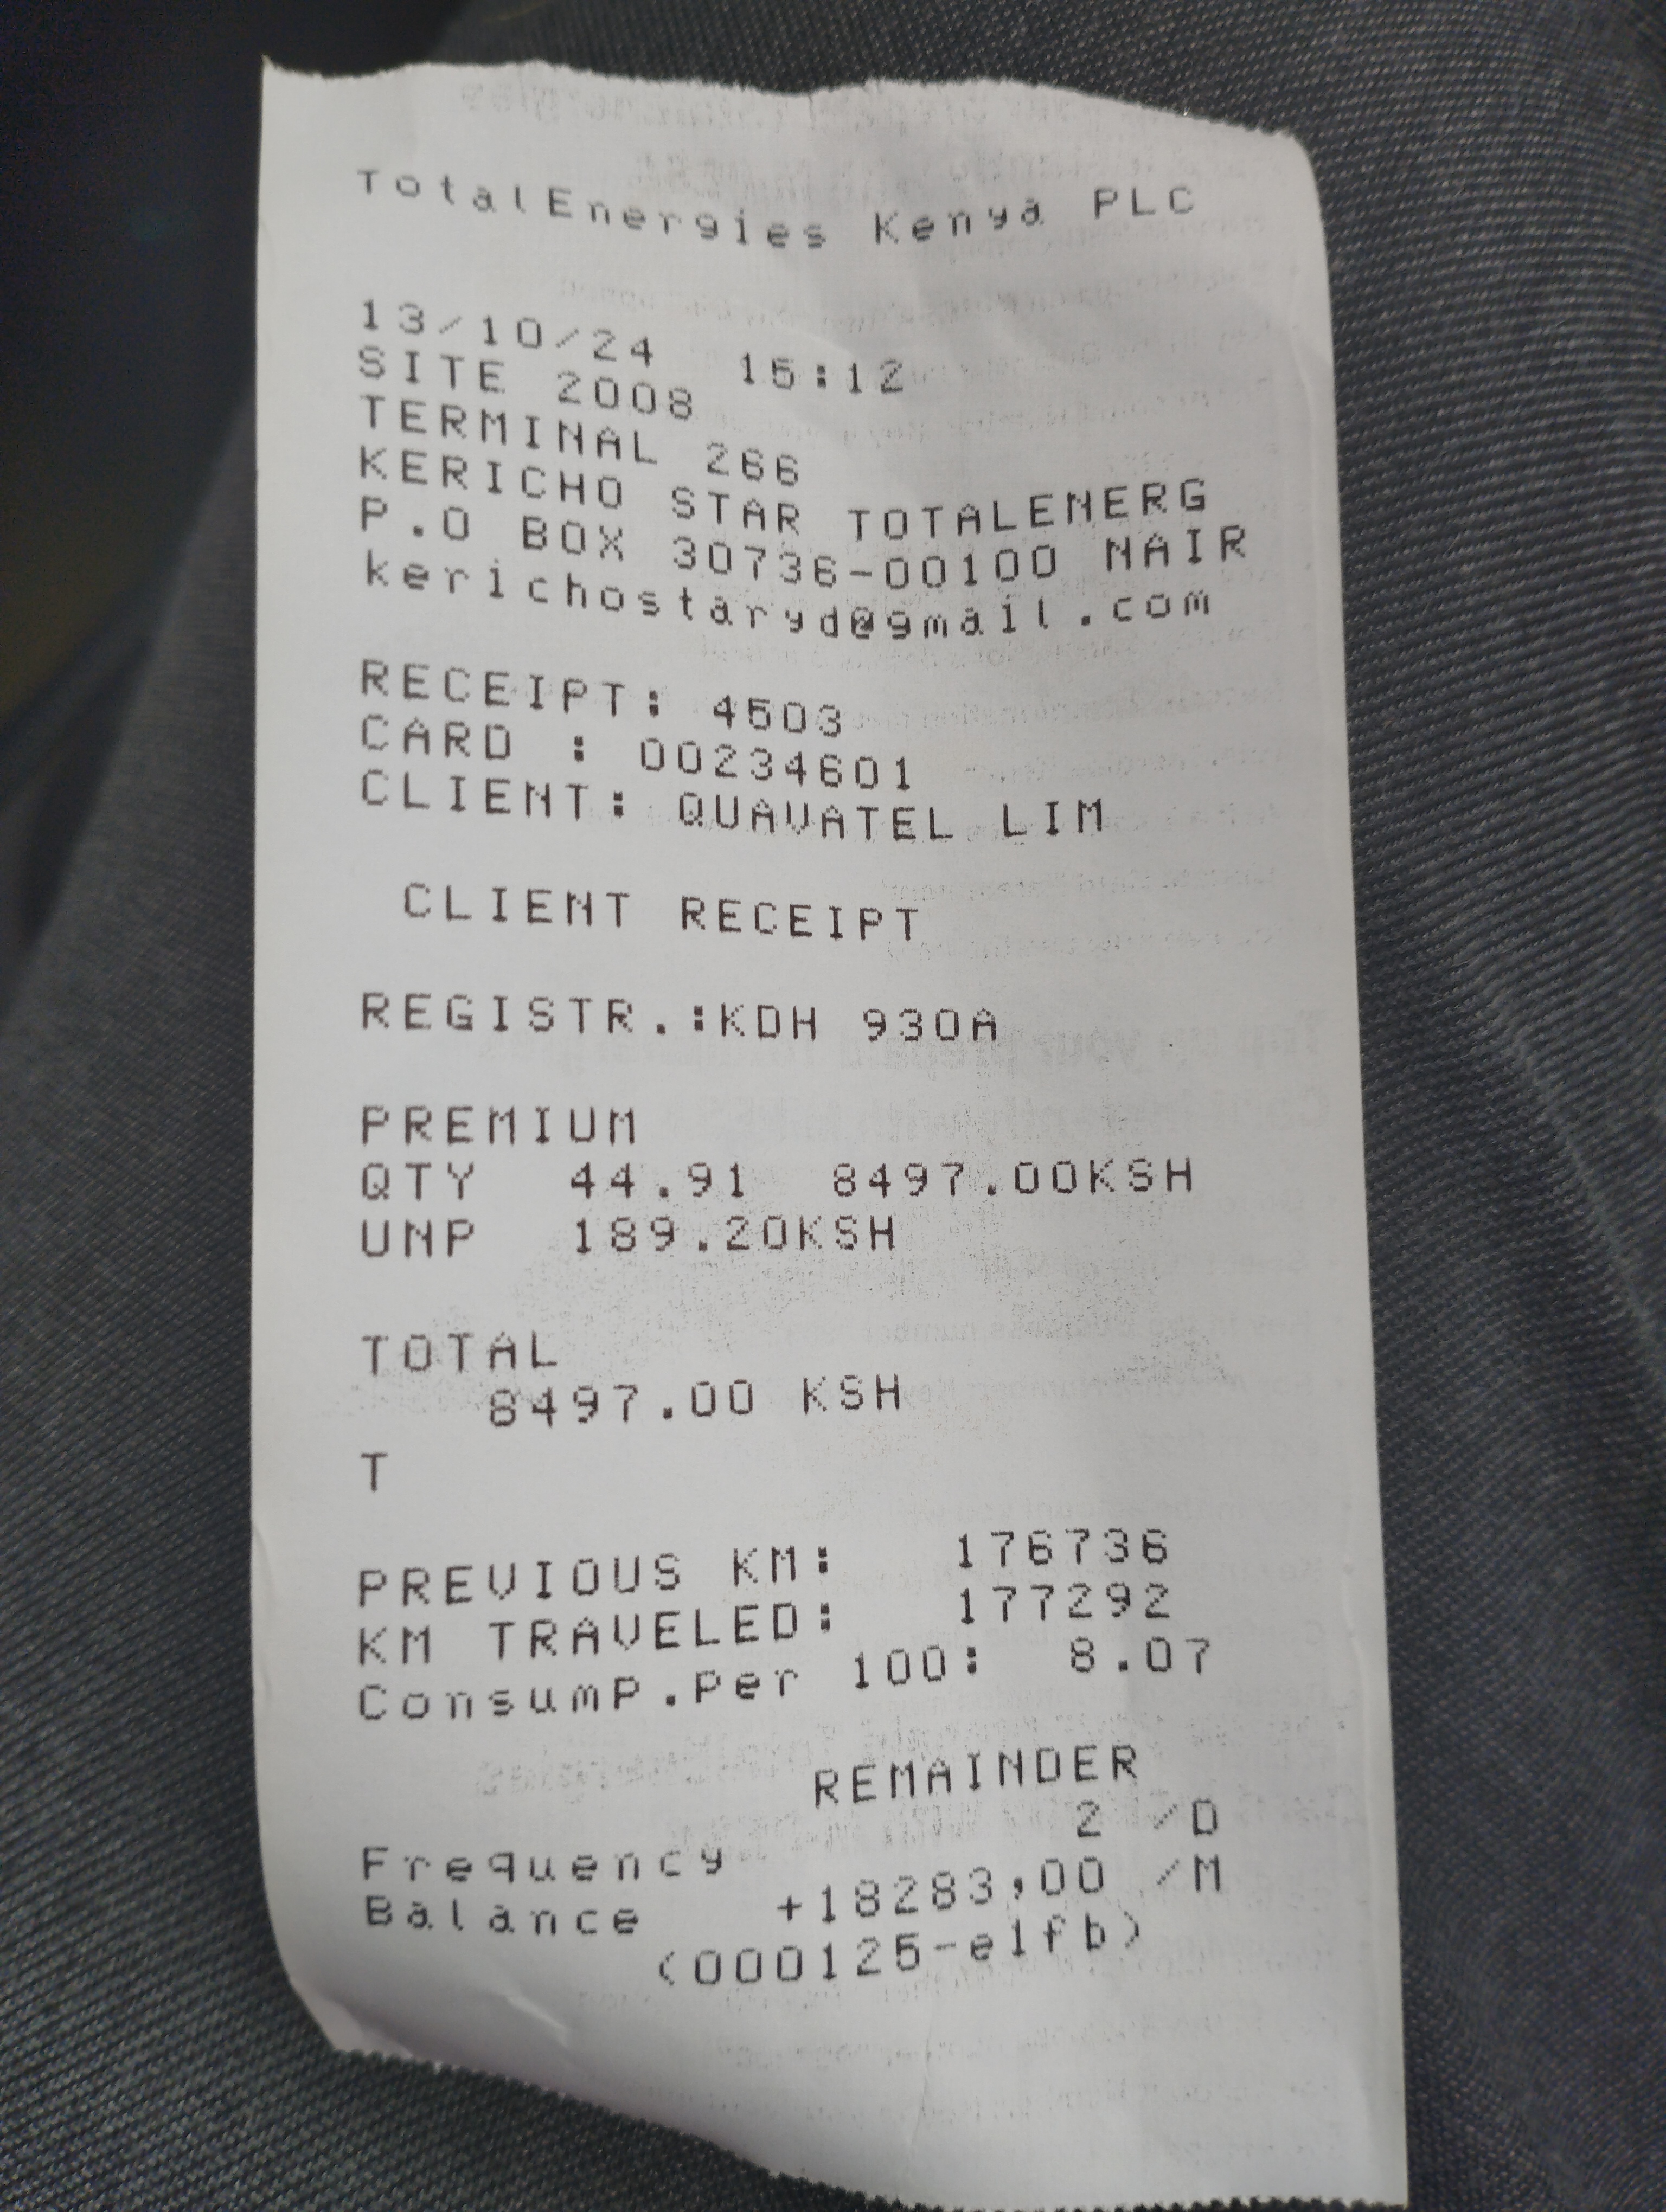 TotalEnergies Kenya PLC
13/10/24 15:12
SITE 2008
TERMINAL 266
KERICHO STAR TOTALENERG
P.O BOX 30736-00100 NAIR
kerichostaryd@gmail.com
RECEIPT: 4503
CARD : 00234601
CLIENT: QUAVATEL LIM
CLIENT RECEIPT
REGISTR.:KDH 930A
PREMIUM
QTY 44.91 8497.00KSH
UNP 189.20KSH
TOTAL
8497.00 KSH
T
PREVIOUS KM: 176736
KM TRAVELED: 177292
Consump.Per 100: 8.07
REMAINDER
Frequency 2 /D
Balance +18283,00 /M
(000125-e1fb)